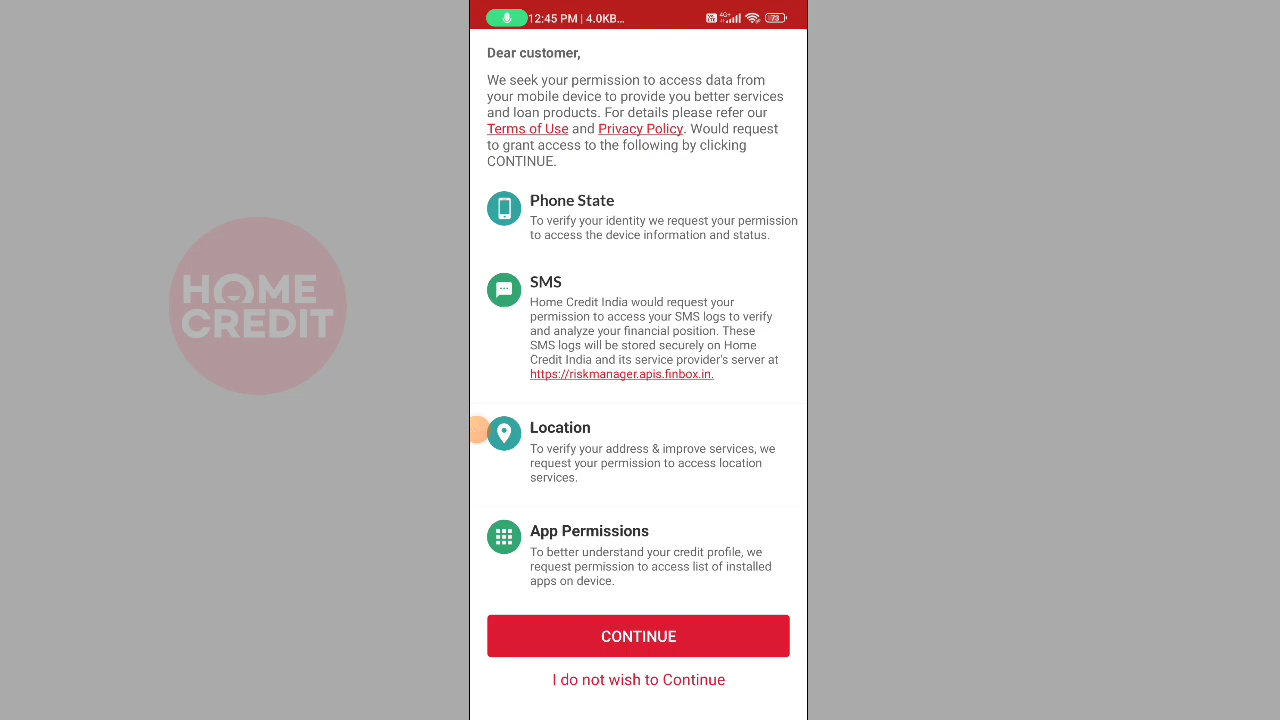 12:45 PM | 4.0KB...
4G+
73
Dear customer,
We seek your permission to access data from
your mobile device to provide you better services
and loan products. For details please refer our
Terms of Use and Privacy Policy. Would request
to grant access to the following by clicking
CONTINUE.
Phone State
To verify your identity we request your permission
to access the device information and status.
SMS
Home Credit India would request your
permission to access your SMS logs to verify
and analyze your financial position. These
SMS logs will be stored securely on Home
Credit India and its service provider's server at
https://riskmanager.apis.finbox.in.
Location
To verify your address & improve services, we
request your permission to access location
services.
App Permissions
To better understand your credit profile, we
request permission to access list of installed
apps on device.
CONTINUE
I do not wish to Continue
HOME
CREDIT